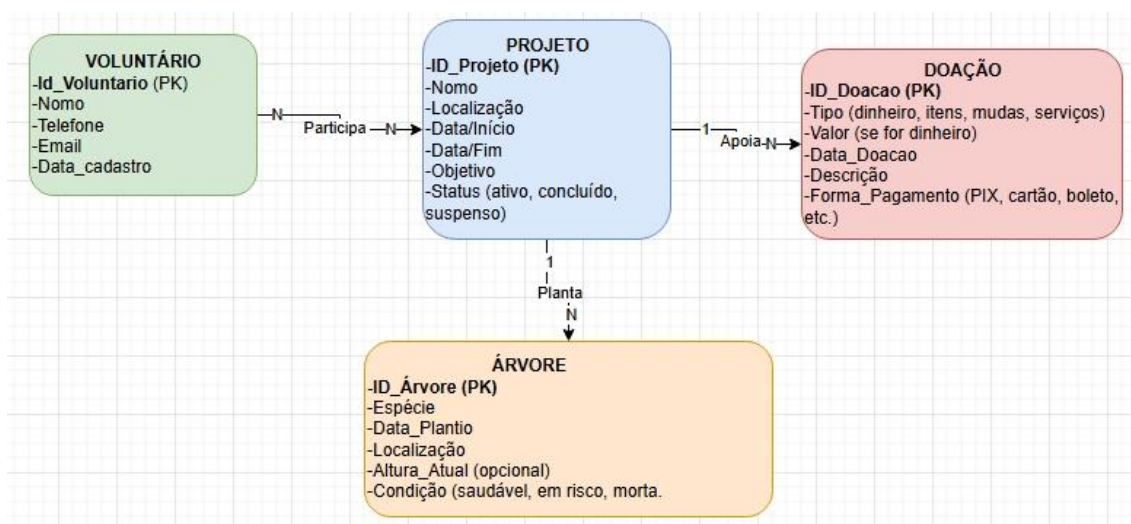 VOLUNTÁRIO
-Id_Voluntario (PK)
-Nomo
-Telefone
-Email
-Data_cadastro
N
Participa
N
PROJETO
-ID_Projeto (PK)
-Nomo
-Localização
-Data/Início
-Data/Fim
-Objetivo
-Status (ativo, concluído,
suspenso)
1
Apoia
N
DOAÇÃO
-ID_Doacao (PK)
-Tipo (dinheiro, itens, mudas, serviços)
-Valor (se for dinheiro)
-Data_Doacao
-Descrição
-Forma_Pagamento (PIX, cartão, boleto,
etc.)
1
Planta
N
ÁRVORE
-ID_Árvore (PK)
-Espécie
-Data_Plantio
-Localização
-Altura_Atual (opcional)
-Condição (saudável, em risco, morta.